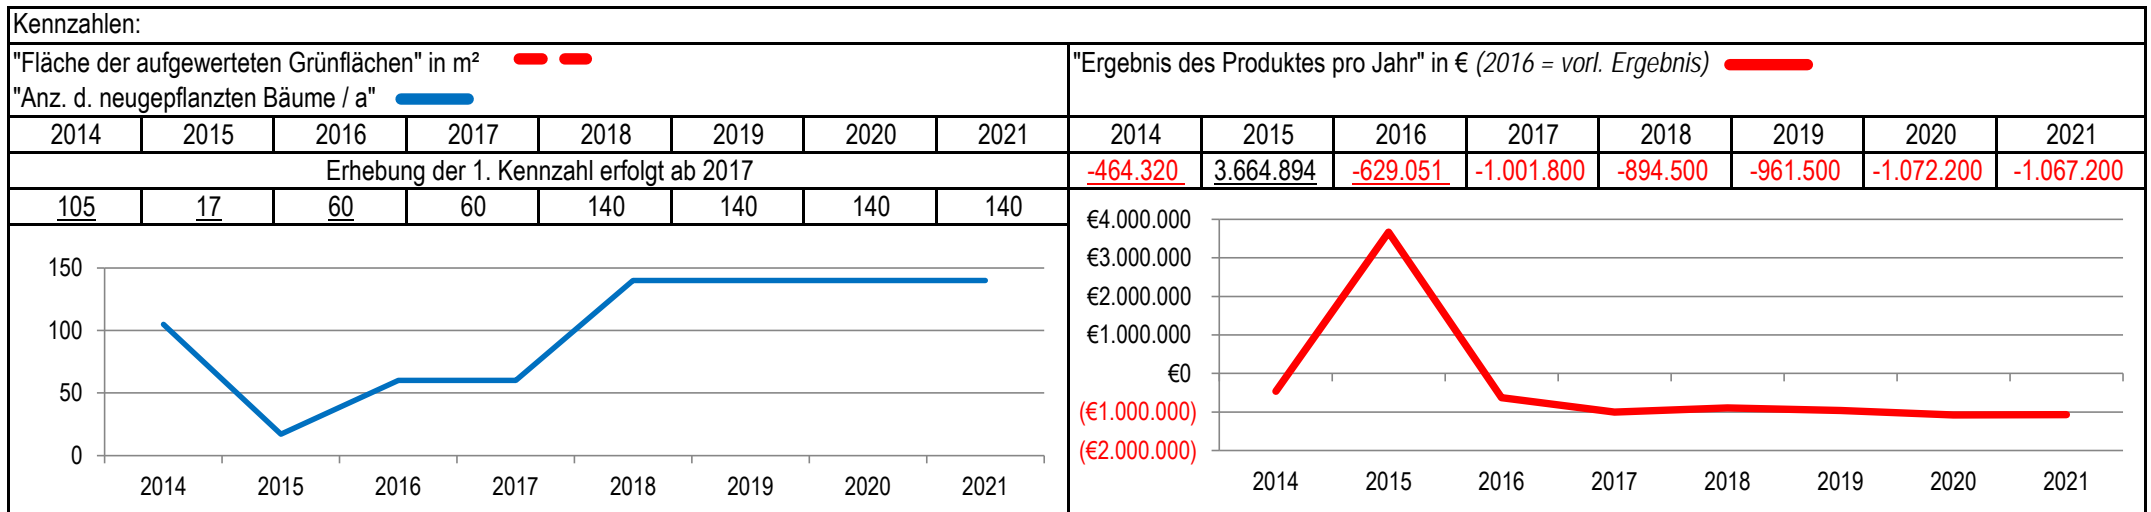 Kennzahlen:
"Fläche der aufgewerteten Grünflächen" in m²
"Anz. d. neugepflanzten Bäume / a"
2014 2015 2016 2017 2018 2019 2020 2021
Erhebung der 1. Kennzahl erfolgt ab 2017
105 17 60 60 140 140 140 140
150
100
50
0
2014 2015 2016 2017 2018 2019 2020 2021
"Ergebnis des Produktes pro Jahr" in € (2016 = vorl. Ergebnis)
2014 2015 2016 2017 2018 2019 2020 2021
-464.320 3.664.894 -629.051 -1.001.800 -894.500 -961.500 -1.072.200 -1.067.200
€4.000.000
€3.000.000
€2.000.000
€1.000.000
€0
(€1.000.000)
(€2.000.000)
2014 2015 2016 2017 2018 2019 2020 2021